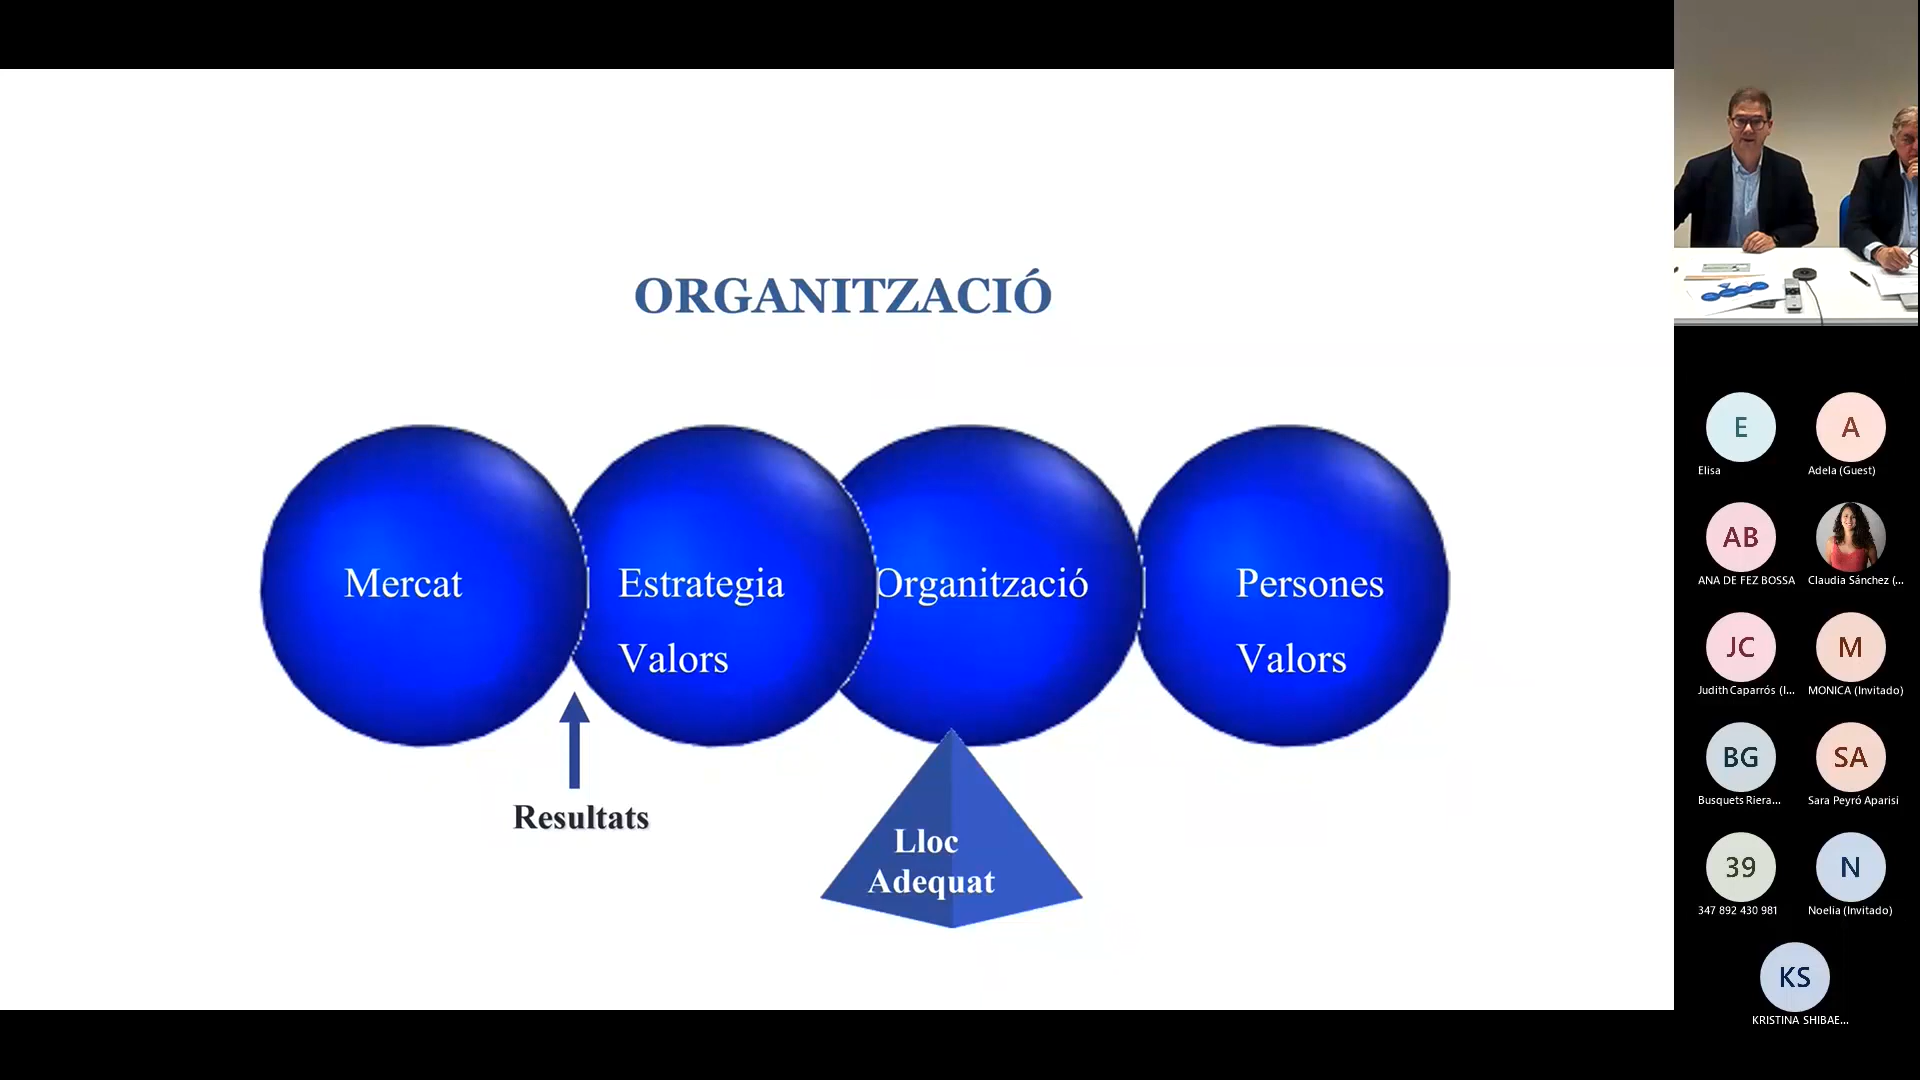 ORGANITZACIÓ
Mercat
Estrategia
Valors
Organització
Persones
Valors
Resultats
Lloc
Adequat
E
Elisa
A
Adela (Guest)
AB
ANA DE FEZ BOSSA
Claudia Sánchez (...
JC
Judith Caparrós (I...
M
MONICA (Invitado)
BG
Busquets Riera...
SA
Sara Peyró Aparisi
39
347 892 430 981
N
Noelia (Invitado)
KS
KRISTINA SHIBAE...